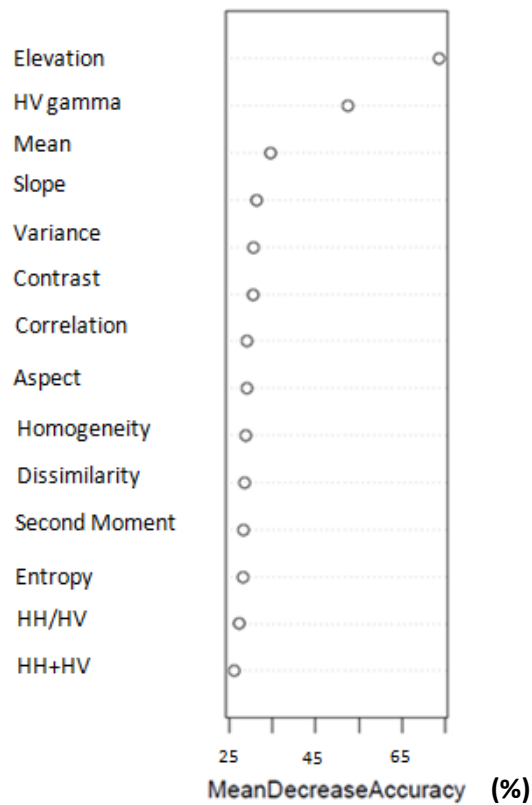 Elevation
HV gamma
Mean
Slope
Variance
Contrast
Correlation
Aspect
Homogeneity
Dissimilarity
Second Moment
Entropy
HH/HV
HH+HV
25 45 65
MeanDecreaseAccuracy (%)